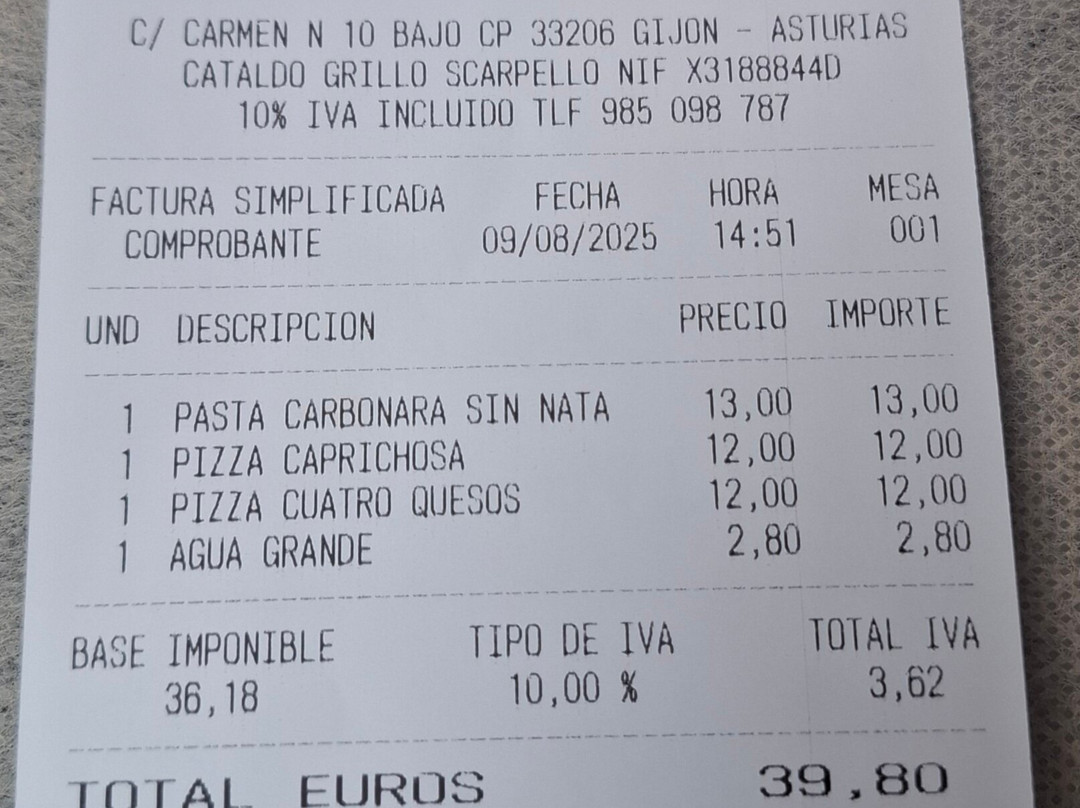 C/ CARMEN N 10 BAJO CP 33206 GIJON - ASTURIAS
CATALDO GRILLO SCARPELLO NIF X3188844D
10% IVA INCLUIDO TLF 985 098 787
FACTURA SIMPLIFICADA FECHA HORA MESA
COMPROBANTE 09/08/2025 14:51 001
UND DESCRIPCION PRECIO IMPORTE
1 PASTA CARBONARA SIN NATA 13,00 13,00
1 PIZZA CAPRICHOSA 12,00 12,00
1 PIZZA CUATRO QUESOS 12,00 12,00
1 AGUA GRANDE 2,80 2,80
BASE IMPONIBLE TIPO DE IVA TOTAL IVA
36,18 10,00 % 3,62
TOTAL EUROS 39,80